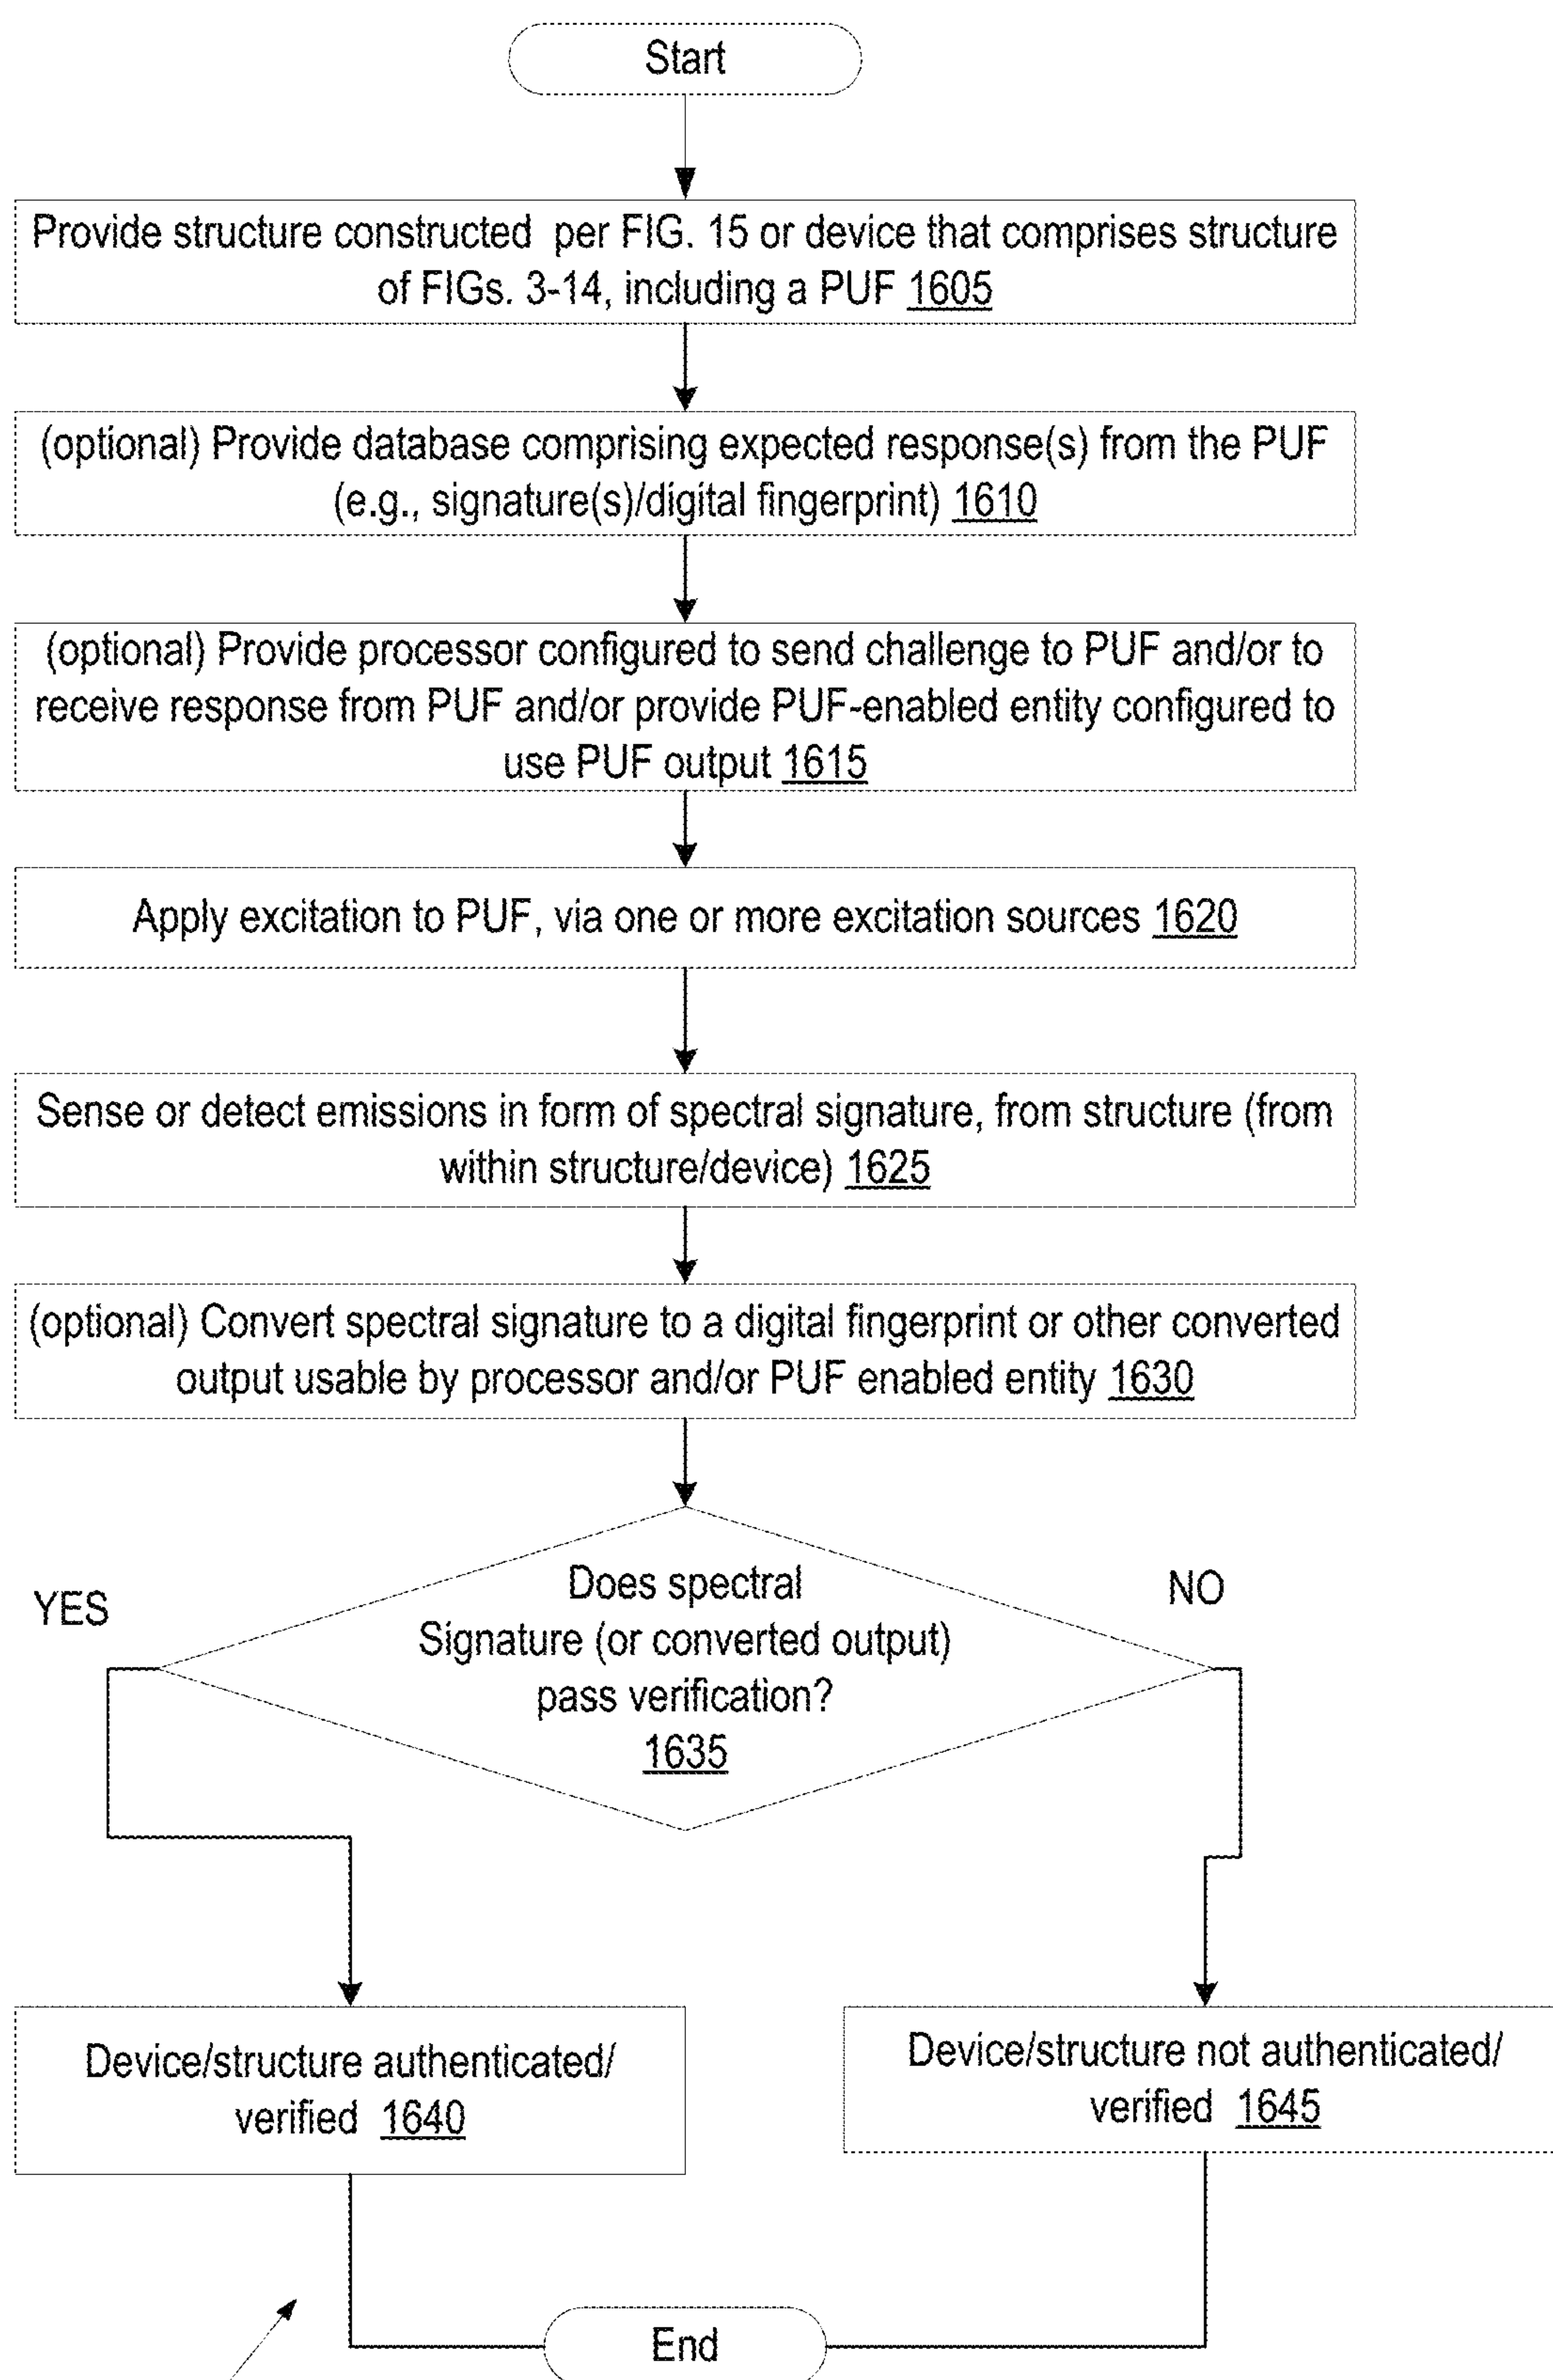 Start
Provide structure constructed per FIG. 15 or device that comprises structure
of FIGs. 3-14, including a PUF 1605
(optional) Provide database comprising expected response(s) from the PUF
(e.g., signature(s)/digital fingerprint) 1610
(optional) Provide processor configured to send challenge to PUF and/or to
receive response from PUF and/or provide PUF-enabled entity configured to
use PUF output 1615
Apply excitation to PUF, via one or more excitation sources 1620
Sense or detect emissions in form of spectral signature, from structure (from
within structure/device) 1625
(optional) Convert spectral signature to a digital fingerprint or other converted
output usable by processor and/or PUF enabled entity 1630
Does spectral
Signature (or converted output)
pass verification?
1635
YES
NO
Device/structure authenticated/
verified 1640
Device/structure not authenticated/
verified 1645
End